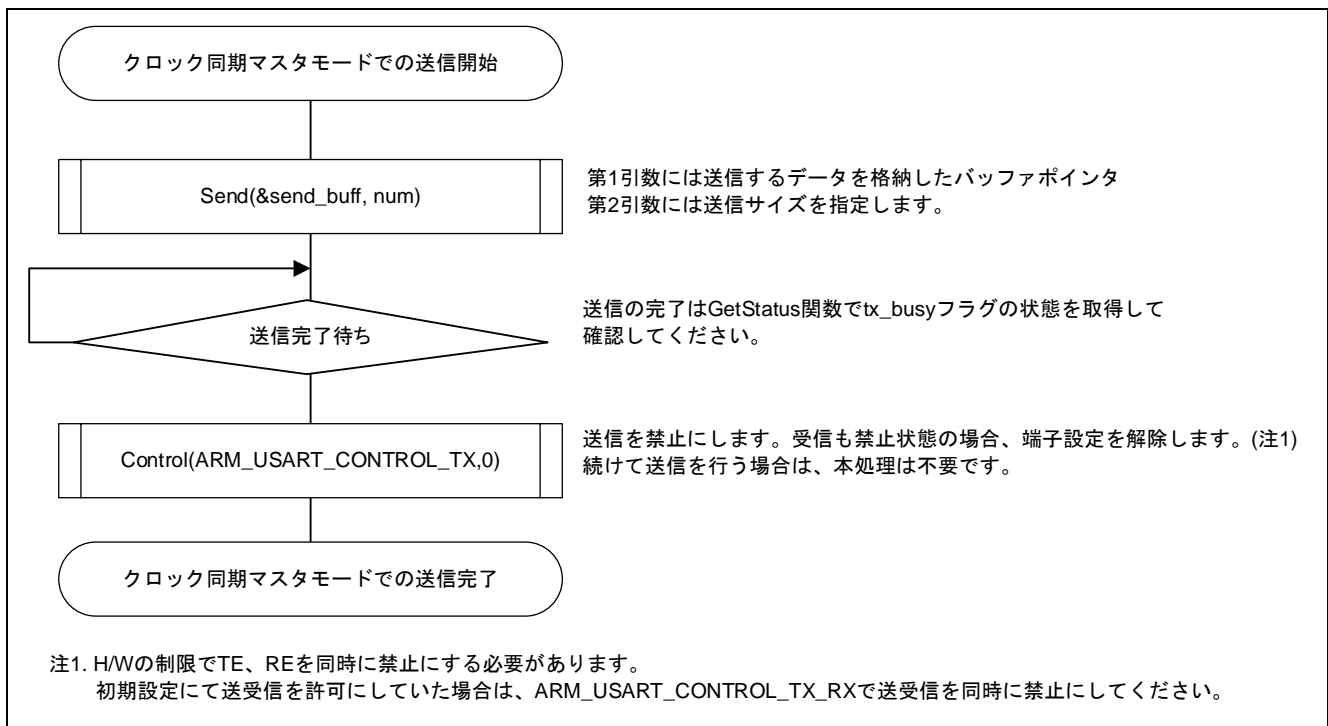 クロック同期マスタモードでの送信開始
Send(&send_buff, num)
第1引数には送信するデータを格納したバッファポインタ
第2引数には送信サイズを指定します。
送信完了待ち
送信の完了はGetStatus関数でtx_busyフラグの状態を取得して
確認してください。
Control(ARM_USART_CONTROL_TX,0)
送信を禁止にします。受信も禁止状態の場合、端子設定を解除します。(注1)
続けて送信を行う場合は、本処理は不要です。
クロック同期マスタモードでの送信完了
注1. H/Wの制限でTE、REを同時に禁止にする必要があります。
初期設定にて送受信を許可にしていた場合は、ARM_USART_CONTROL_TX_RXで送受信を同時に禁止にしてください。